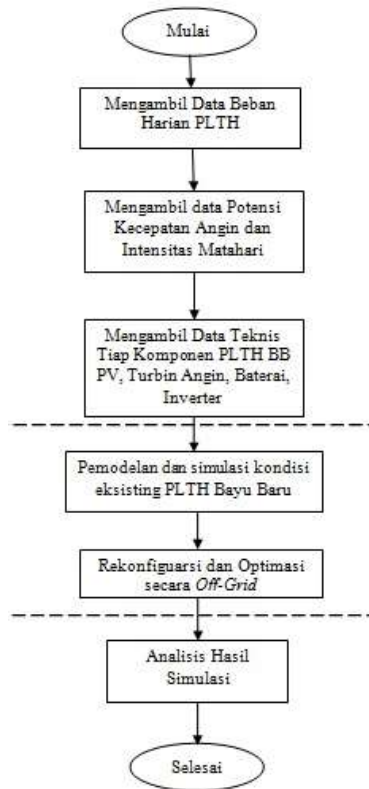 Mulai
Mengambil Data Beban
Harian PLTH
Mengambil data Potensi
Kecepatan Angin dan
Intensitas Matahari
Mengambil Data Teknis
Tiap Komponen PLTH BB
PV, Turbin Angin, Baterai,
Inverter
Pemodelan dan simulasi kondisi
eksisting PLTH Bayu Baru
Rekonfiguarsi dan Optimasi
secara Off-Grid
Analisis Hasil
Simulasi
Selesai